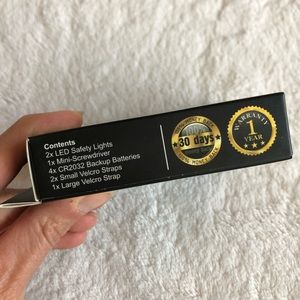 Contents
2x LED Safety Lights
1x Mini-Screwdriver
4x CR2032 Backup Batteries
2x Small Velcro Straps
1x Large Velcro Strap
30 days
WARRANTY
1
YEAR